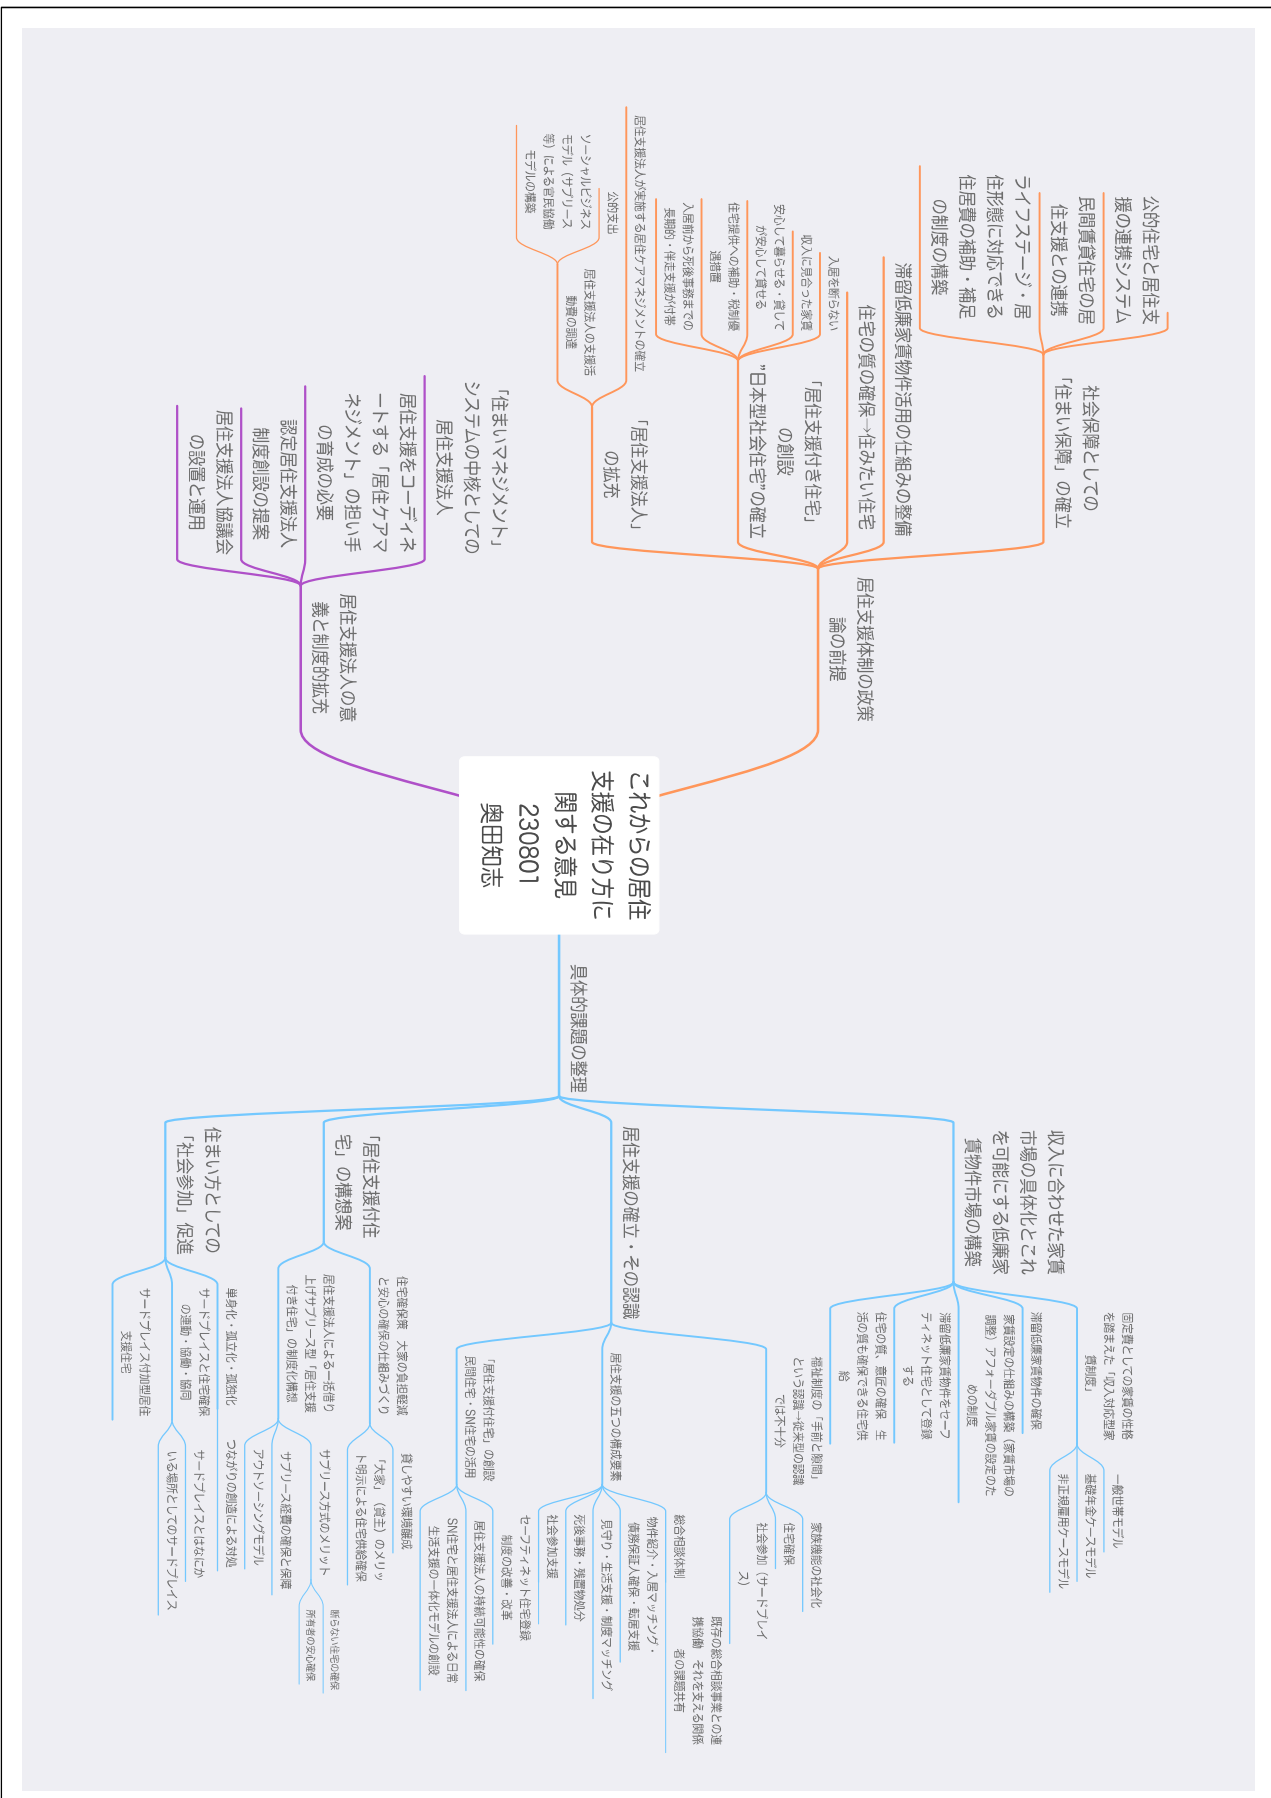 これからの居住
支援の在り方に
関する意見
230801
奥田知志
居住支援体制の政策
論の前提
社会保障としての
「住まい保障」の確立
公的住宅と居住支
援の連携システム
民間賃貸住宅の居
住支援との連携
ライフステージ・居
住形態に対応できる
住居費の補助・補足
の制度の構築
滞留低廉家賃物件活用の仕組みの整備
住宅の質の確保→住みたい住宅
「居住支援付き住宅」
の創設
”日本型社会住宅”の確立
入居を断らない
収入に見合った家賃
安心して暮らせる・貸して
が安心して貸せる
住宅提供への補助・税制優
遇措置
入居前から死後事務までの
長期的・伴走支援が付帯
「居住支援法人」
の拡充
居住支援法人が実施する居住ケアマネジメントの確立
居住支援法人の支援活
動費の調達
公的支出
ソーシャルビジネス
モデル（サブリース
等）による官民協働
モデルの構築
居住支援法人の意
義と制度的拡充
「住まいマネジメント」
システムの中核としての
居住支援法人
居住支援をコーディネ
ートする「居住ケアマ
ネジメント」の担い手
の育成の必要
認定居住支援法人
制度創設の提案
居住支援法人協議会
の設置と運用
具体的課題の整理
収入に合わせた家賃
市場の具体化とこれ
を可能にする低廉家
賃物件市場の構築
固定費としての家賃の性格
を踏まえた「収入対応型家
賃制度」
一般世帯モデル
基礎年金ケースモデル
非正規雇用ケースモデル
滞留低廉家賃物件の確保
家賃設定の仕組みの構築（家賃市場の
調整）アフォーダブル家賃の設定のた
めの制度
滞留低廉家賃物件をセーフ
ティネット住宅として登録
する
住宅の質、意匠の確保　生
活の質も確保できる住宅供
給
居住支援の確立・その認識
福祉制度の「手前と隙間」
という認識→従来型の認識
では不十分
家族機能の社会化
住宅確保
社会参加（サードプレイ
ス）
居住支援の五つの構成要素
総合相談体制
既存の総合相談事業との連
携協働　それを支える関係
者の課題共有
物件紹介・入居マッチング・
債務保証人確保・転居支援
見守り・生活支援・制度マッチング
死後事務・残置物処分
社会参加支援
「居住支援付住宅」の創設
民間住宅・SN住宅の活用
セーフティネット住宅登録
制度の改善・改革
居住支援法人の持続可能性の確保
SN住宅と居住支援法人による日常
生活支援の一体化モデルの創設
「居住支援付住
宅」の構想案
住宅確保策　大家の負担軽減
と安心の確保の仕組みづくり
貸しやすい環境醸成
「大家」（貸主）のメリッ
ト明示による住宅供給確保
居住支援法人による一括借り
上げサブリース型「居住支援
付き住宅」の制度化構想
サブリース方式のメリット
断らない住宅の確保
所有者の安心確保
サブリース経費の確保と保障
アウトソーシングモデル
住まい方としての
「社会参加」促進
単身化・孤立化・孤独化
つながりの創造による対処
サードプレイスと住宅確保
の連動・協働・協同
サードプレイスとはなにか
いる場所としてのサードプレイス
サードプレイス付加型居住
支援住宅